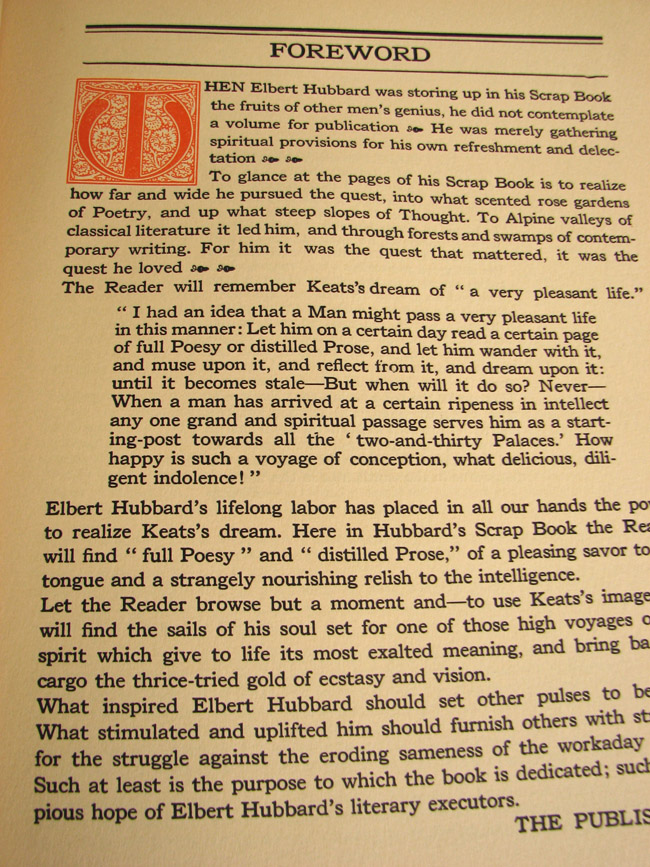 FOREWORD
WHEN Elbert Hubbard was storing up in his Scrap Book
the fruits of other men's genius, he did not contemplate
a volume for publication He was merely gathering
spiritual provisions for his own refreshment and delec-
tation
To glance at the pages of his Scrap Book is to realize
how far and wide he pursued the quest, into what scented rose gardens
of Poetry, and up what steep slopes of Thought. To Alpine valleys of
classical literature it led him, and through forests and swamps of contem-
porary writing. For him it was the quest that mattered, it was the
quest he loved
The Reader will remember Keats's dream of “ a very pleasant life.”
“ I had an idea that a Man might pass a very pleasant life
in this manner: Let him on a certain day read a certain page
of full Poesy or distilled Prose, and let him wander with it,
and muse upon it, and reflect from it, and dream upon it:
until it becomes stale—But when will it do so? Never—
When a man has arrived at a certain ripeness in intellect
any one grand and spiritual passage serves him as a start-
ing-post towards all the ‘ two-and-thirty Palaces.’ How
happy is such a voyage of conception, what delicious, dili-
gent indolence! ”
Elbert Hubbard's lifelong labor has placed in all our hands the po
to realize Keats's dream. Here in Hubbard's Scrap Book the Rea
will find “ full Poesy ” and “ distilled Prose,” of a pleasing savor to
tongue and a strangely nourishing relish to the intelligence.
Let the Reader browse but a moment and—to use Keats's image
will find the sails of his soul set for one of those high voyages o
spirit which give to life its most exalted meaning, and bring ba
cargo the thrice-tried gold of ecstasy and vision.
What inspired Elbert Hubbard should set other pulses to be
What stimulated and uplifted him should furnish others with st
for the struggle against the eroding sameness of the workaday
Such at least is the purpose to which the book is dedicated; such
pious hope of Elbert Hubbard's literary executors.
THE PUBLIS